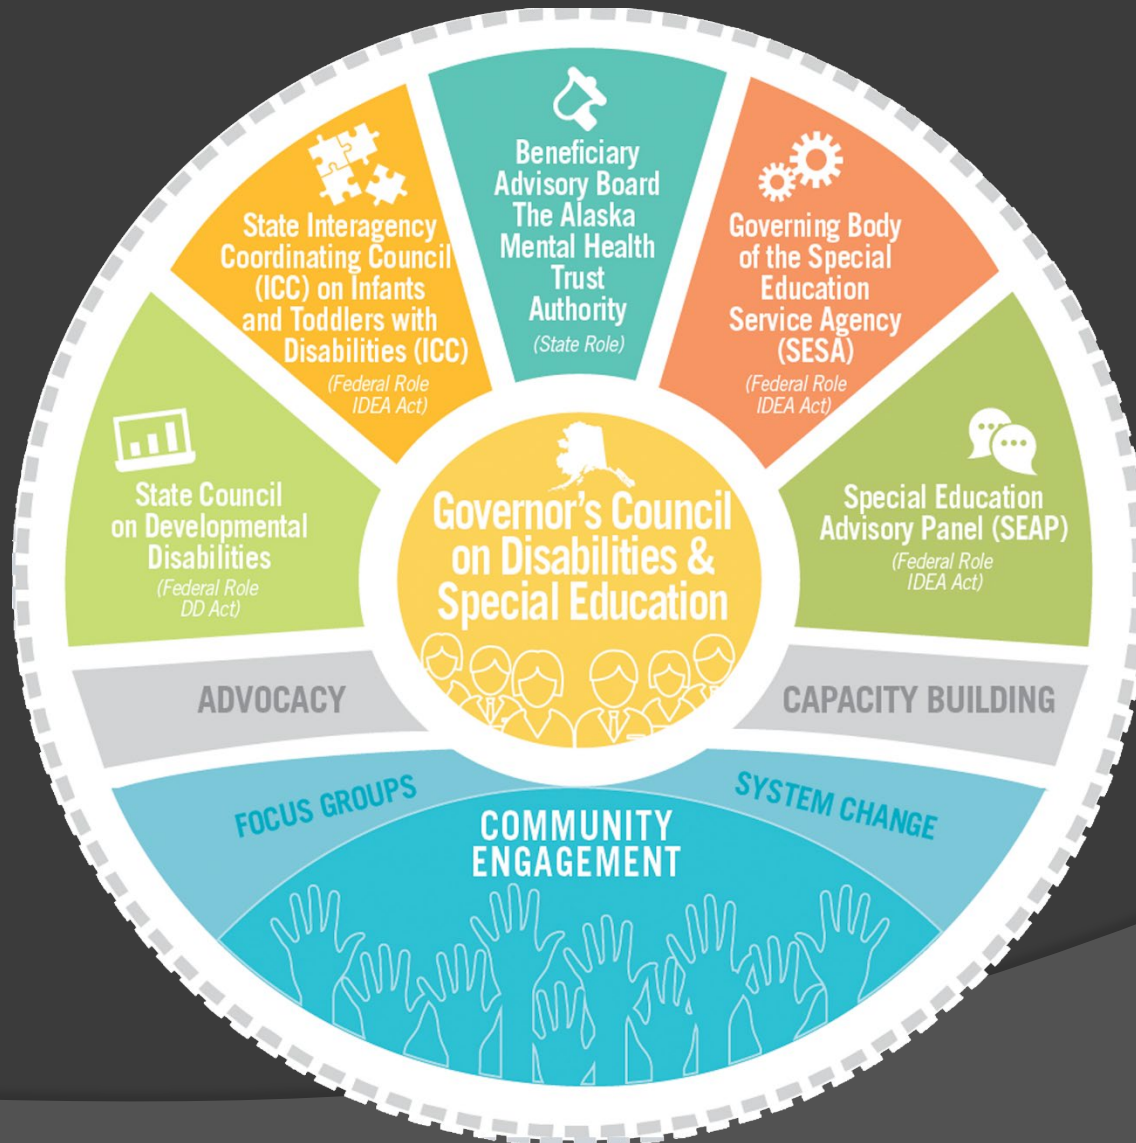 Beneficiary
Advisory Board
The Alaska
Mental Health
Trust
Authority
(State Role)
State Interagency
Coordinating Council
(ICC) on Infants
and Toddlers with
Disabilities (ICC)
(Federal Role
IDEA Act)
Governing Body
of the Special
Education
Service Agency
(SESA)
(Federal Role
IDEA Act)
State Council
on Developmental
Disabilities
(Federal Role
DD Act)
Special Education
Advisory Panel (SEAP)
(Federal Role
IDEA Act)
Governor's Council
on Disabilities &
Special Education
ADVOCACY
CAPACITY BUILDING
FOCUS GROUPS
SYSTEM CHANGE
COMMUNITY
ENGAGEMENT